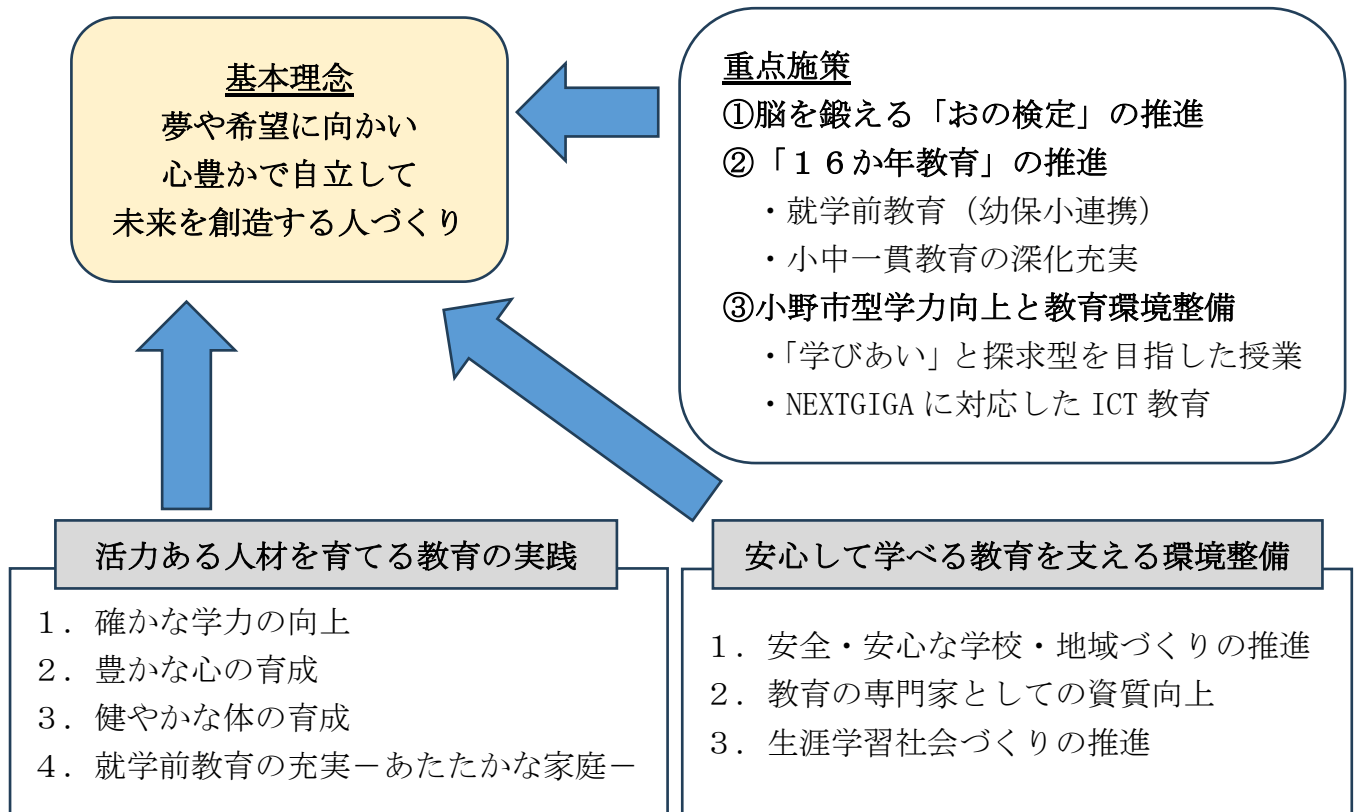 基本理念
夢や希望に向かい
心豊かで自立して
未来を創造する人づくり
重点施策
①脳を鍛える「おの検定」の推進
②「１６か年教育」の推進
・就学前教育（幼保小連携）
・小中一貫教育の深化充実
③小野市型学力向上と教育環境整備
・「学びあい」と探求型を目指した授業
・NEXTGIGA に対応した ICT 教育
活力ある人材を育てる教育の実践
１．確かな学力の向上
２．豊かな心の育成
３．健やかな体の育成
４．就学前教育の充実－あたたかな家庭－
安心して学べる教育を支える環境整備
１．安全・安心な学校・地域づくりの推進
２．教育の専門家としての資質向上
３．生涯学習社会づくりの推進